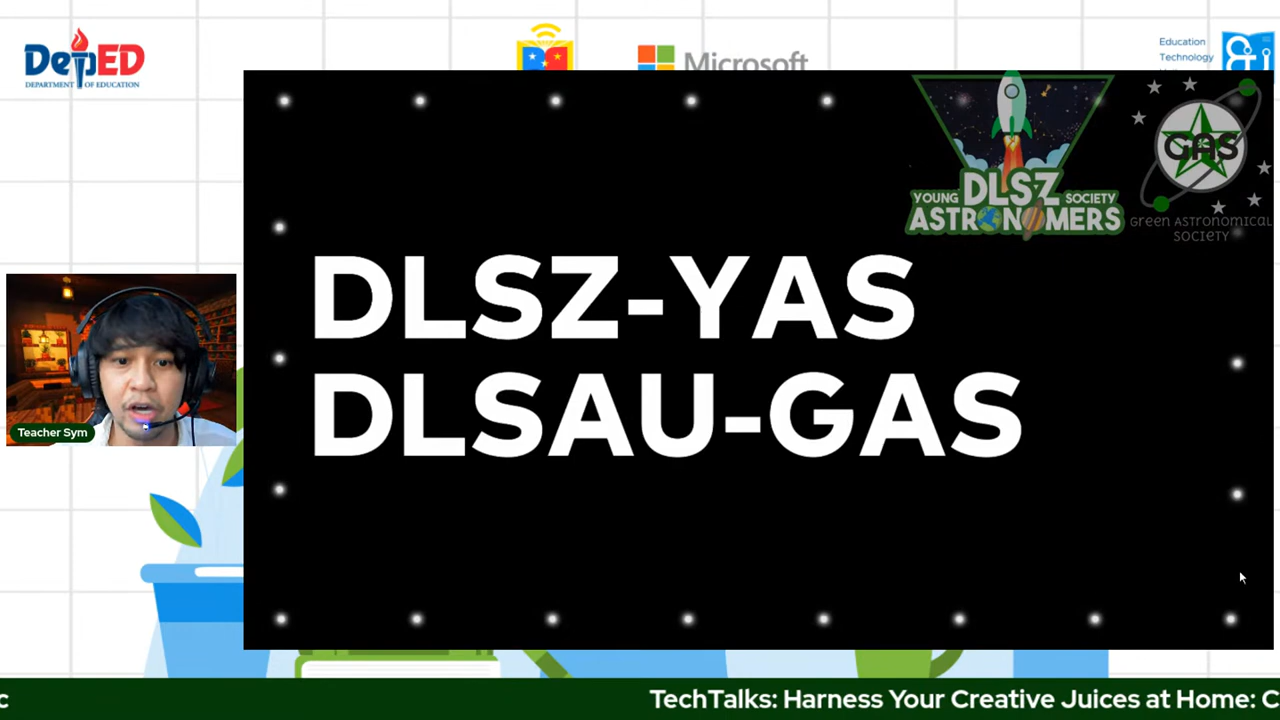 DepED
DEPARTMENT OF EDUCATION
Microsoft
Education
Technology
YOUNG DLSZ SOCIETY
ASTRONOMERS
GAS
Green Astronomical
Society
DLSZ-YAS
DLSAU-GAS
Teacher Sym
c
TechTalks: Harness Your Creative Juices at Home: C